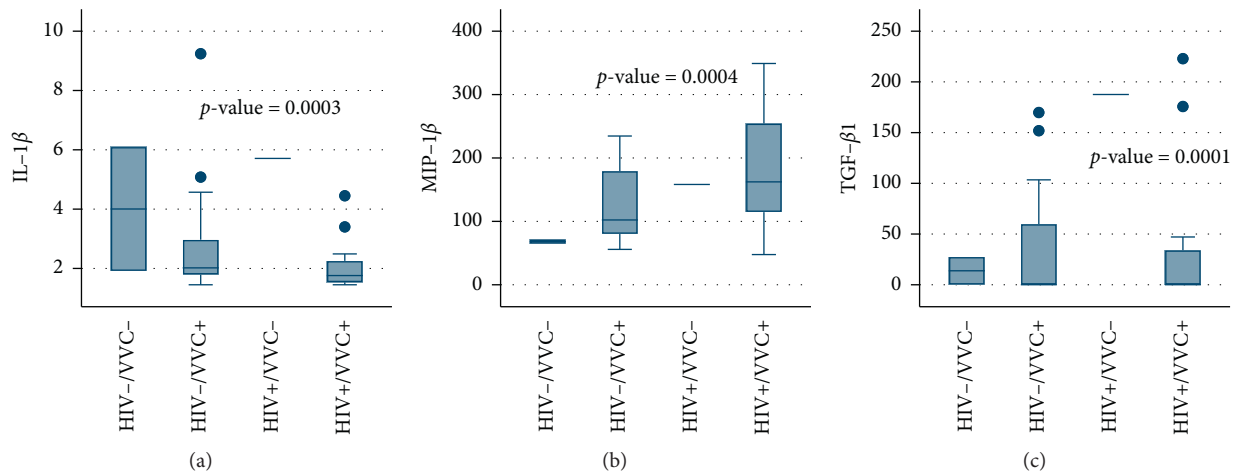 IL–1β
10
8
6
4
2
p-value = 0.0003
HIV–/VVC–
HIV–/VVC+
HIV+/VVC–
HIV+/VVC+
(a)
MIP–1β
400
300
200
100
0
p-value = 0.0004
HIV–/VVC–
HIV–/VVC+
HIV+/VVC–
HIV+/VVC+
(b)
TGF–β1
250
200
150
100
50
0
p-value = 0.0001
HIV–/VVC–
HIV–/VVC+
HIV+/VVC–
HIV+/VVC+
(c)